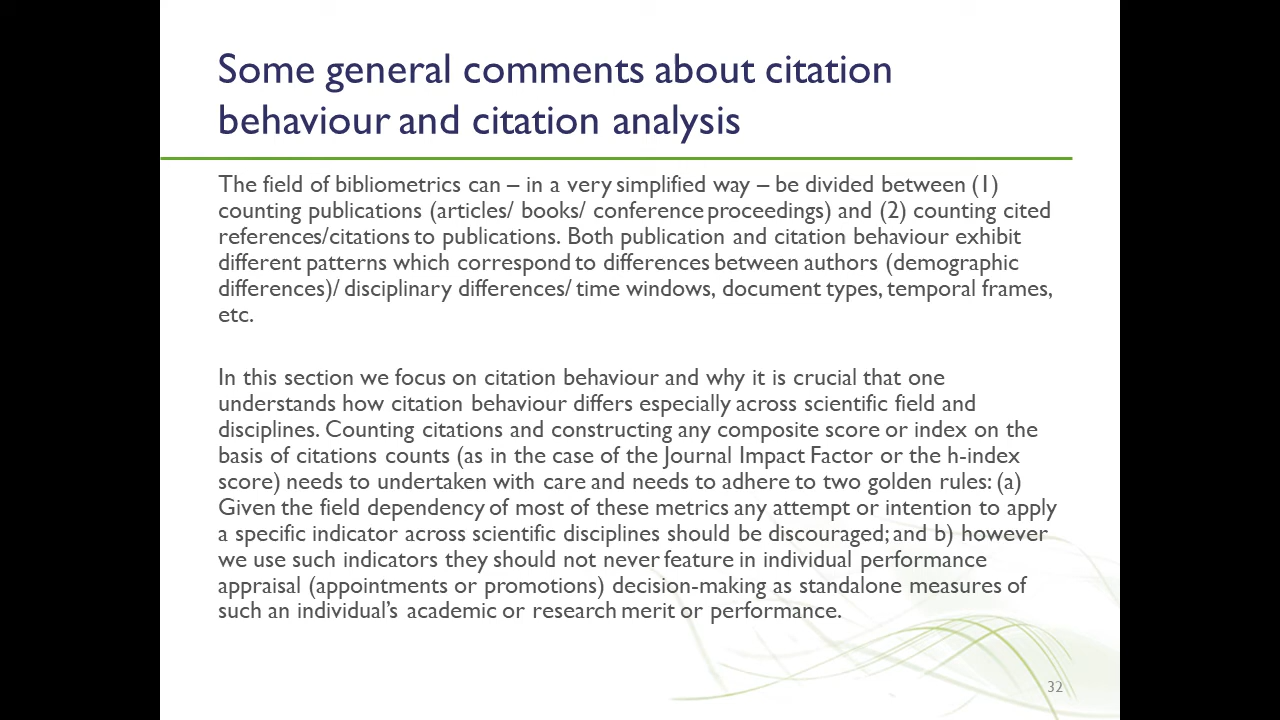 Some general comments about citation
behaviour and citation analysis
The field of bibliometrics can – in a very simplified way – be divided between (1)
counting publications (articles/ books/ conference proceedings) and (2) counting cited
references/citations to publications. Both publication and citation behaviour exhibit
different patterns which correspond to differences between authors (demographic
differences)/ disciplinary differences/ time windows, document types, temporal frames,
etc.
In this section we focus on citation behaviour and why it is crucial that one
understands how citation behaviour differs especially across scientific field and
disciplines. Counting citations and constructing any composite score or index on the
basis of citations counts (as in the case of the Journal Impact Factor or the h-index
score) needs to undertaken with care and needs to adhere to two golden rules: (a)
Given the field dependency of most of these metrics any attempt or intention to apply
a specific indicator across scientific disciplines should be discouraged; and b) however
we use such indicators they should not never feature in individual performance
appraisal (appointments or promotions) decision-making as standalone measures of
such an individual’s academic or research merit or performance.
32